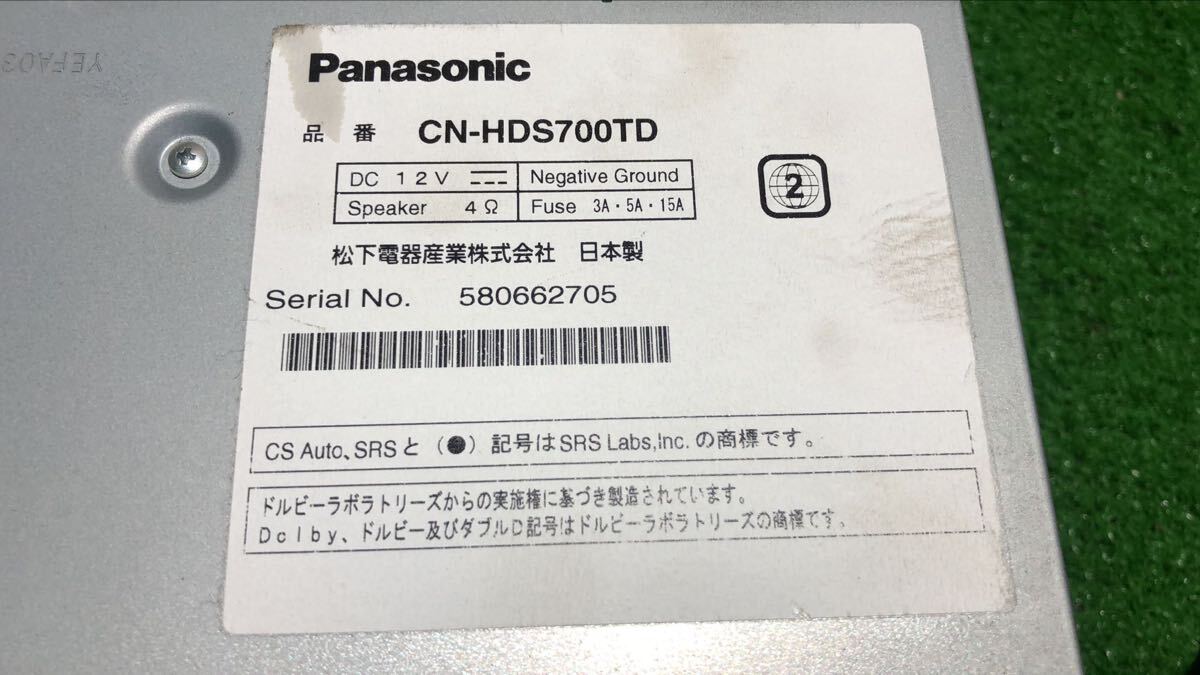 YEFA03
Panasonic
品番 CN-HDS700TD
DC 12V Negative Ground
Speaker 4Ω Fuse 3A・5A・15A
2
松下電器産業株式会社 日本製
Serial No. 580662705
CS Auto、SRSと（●）記号はSRS Labs,Inc.の商標です。
ドルビーラボラトリーズからの実施権に基づき製造されています。
Dolby、ドルビー及びダブルD記号はドルビーラボラトリーズの商標です。